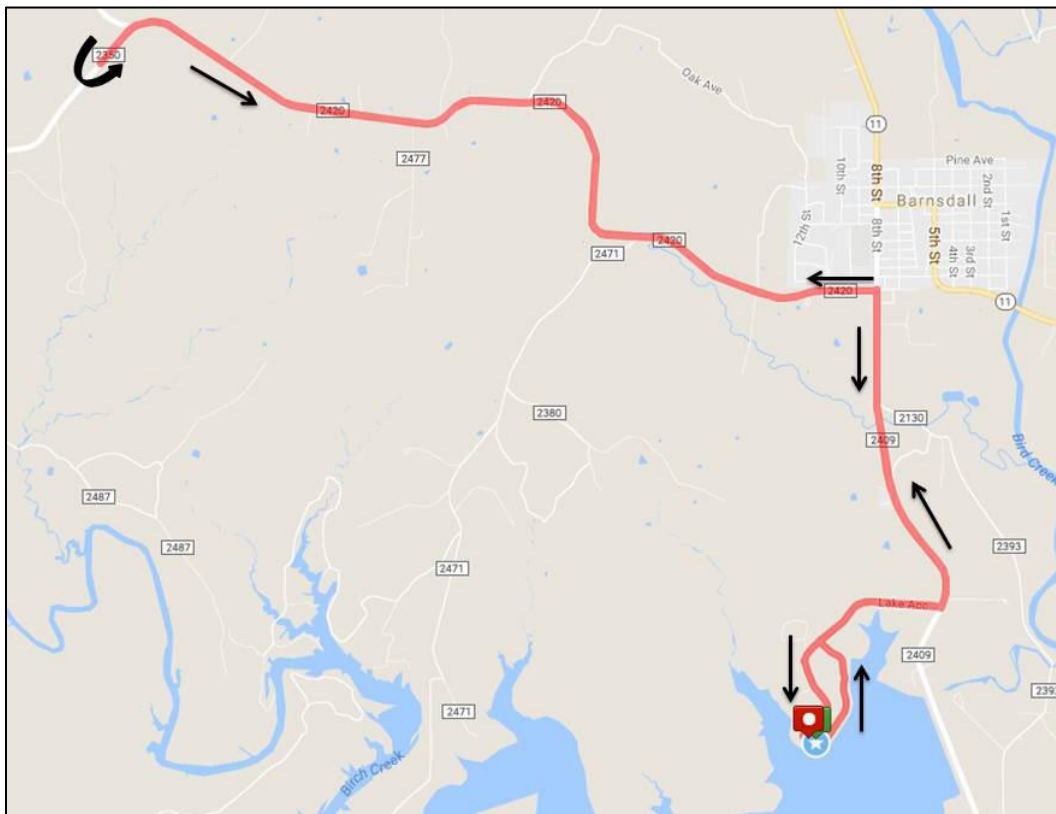 2350
Oak Ave
2420
2420
11
2477
10th St
8th St
Pine Ave
2nd St
Barnsdall
12th St
8th St
5th St
4th St
3rd St
1st St
2471
2420
2420
11
2380
2130
2409
Bird Creek
2487
2487
2393
2471
Lake Acc
2409
2393
2471
Birch Creek